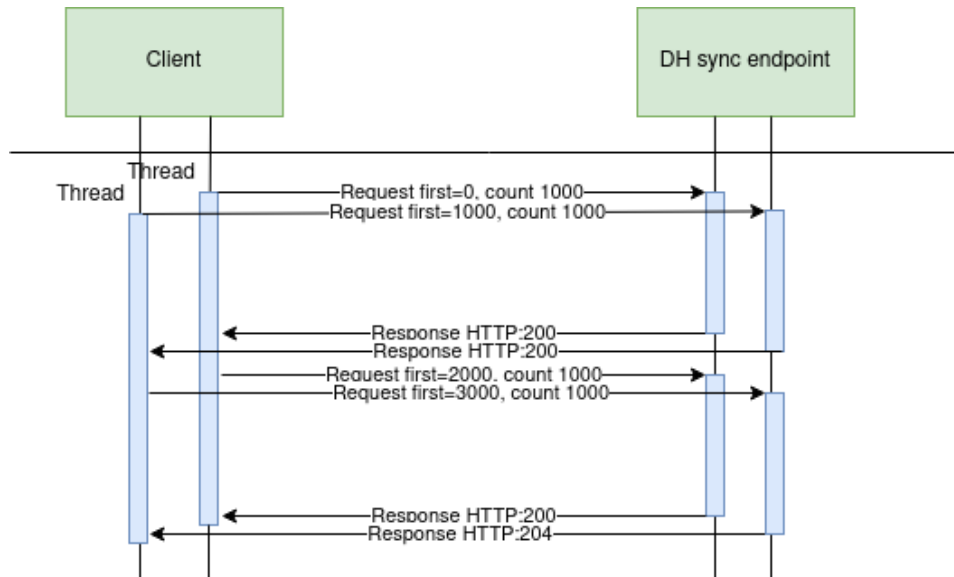 Client
DH sync endpoint
Thread
Thread
Request first=0, count 1000
Request first=1000, count 1000
Response HTTP:200
Response HTTP:200
Request first=2000, count 1000
Request first=3000, count 1000
Response HTTP:200
Response HTTP:204